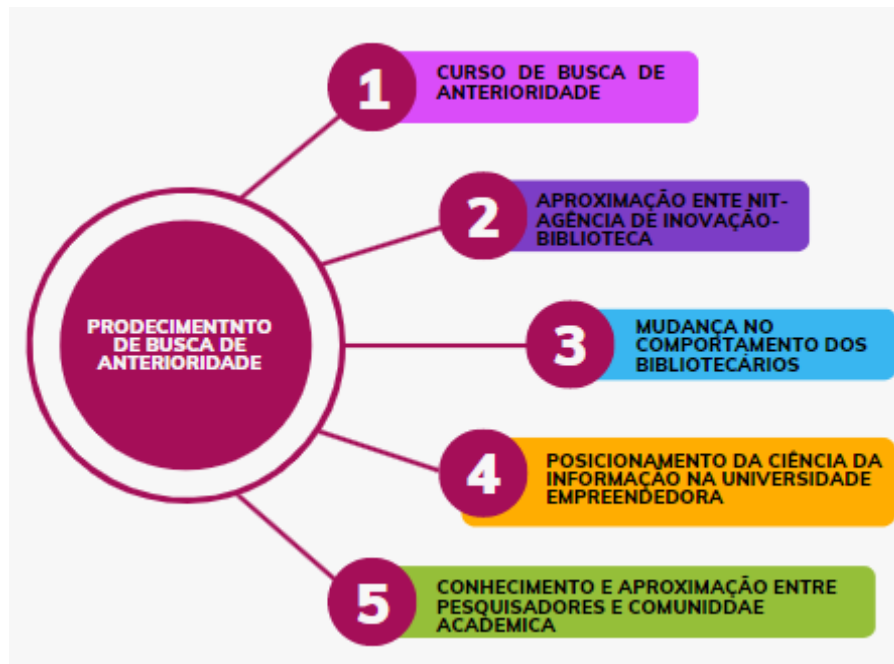 1
CURSO DE BUSCA DE
ANTERIORIDADE
2
APROXIMAÇÃO ENTE NIT-
AGÊNCIA DE INOVAÇÃO-
BIBLIOTECA
PRODECIMENTNTO
DE BUSCA DE
ANTERIORIDADE
3
MUDANÇA NO
COMPORTAMENTO DOS
BIBLIOTECÁRIOS
4
POSICIONAMENTO DA CIÊNCIA DA
INFORMAÇÃO NA UNIVERSIDADE
EMPREENDEDORA
5
CONHECIMENTO E APROXIMAÇÃO ENTRE
PESQUISADORES E COMUNIDDAE
ACADEMICA